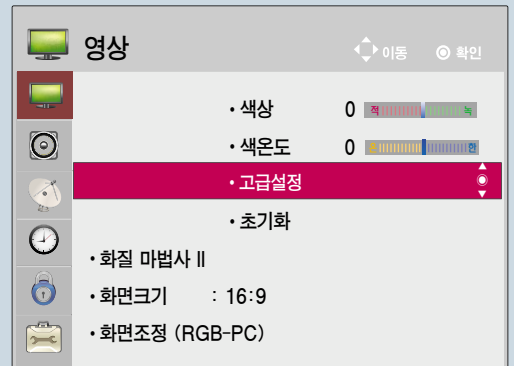 영상 이동 확인
• 색상 0 적 녹
• 색온도 0 온 한
• 고급설정
• 초기화
• 화질 마법사 II
• 화면크기 : 16:9
• 화면조정 (RGB-PC)